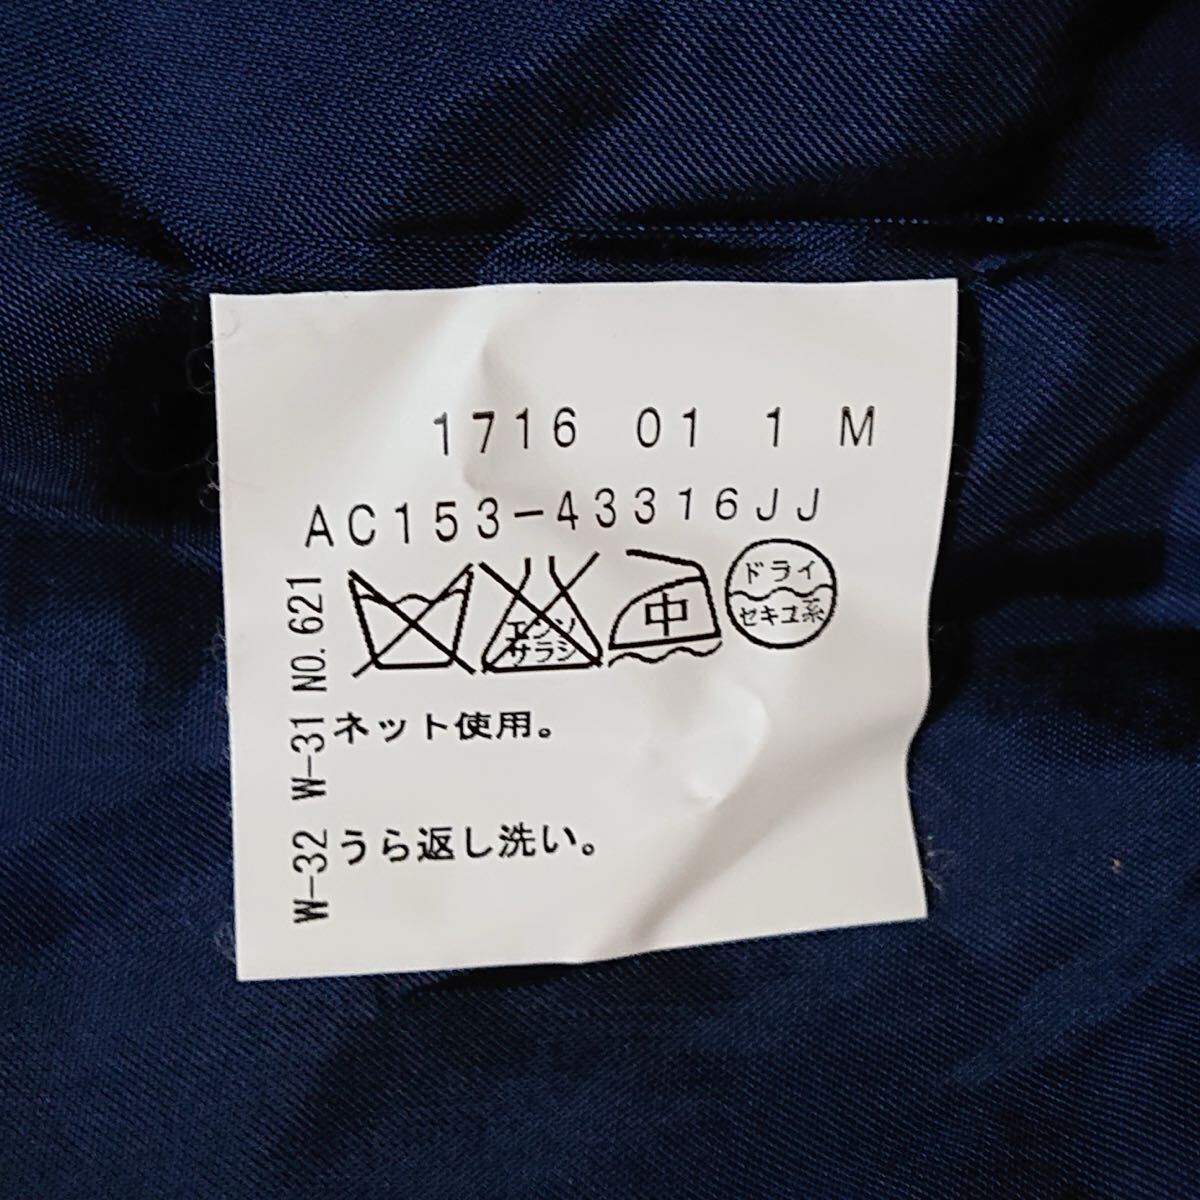 1716 01 1 M
AC153-43316JJ
エンソ
サラシ
中
ドライ
セキユ系
NO.621
W-31
ネット使用。
W-32
うら返し洗い。